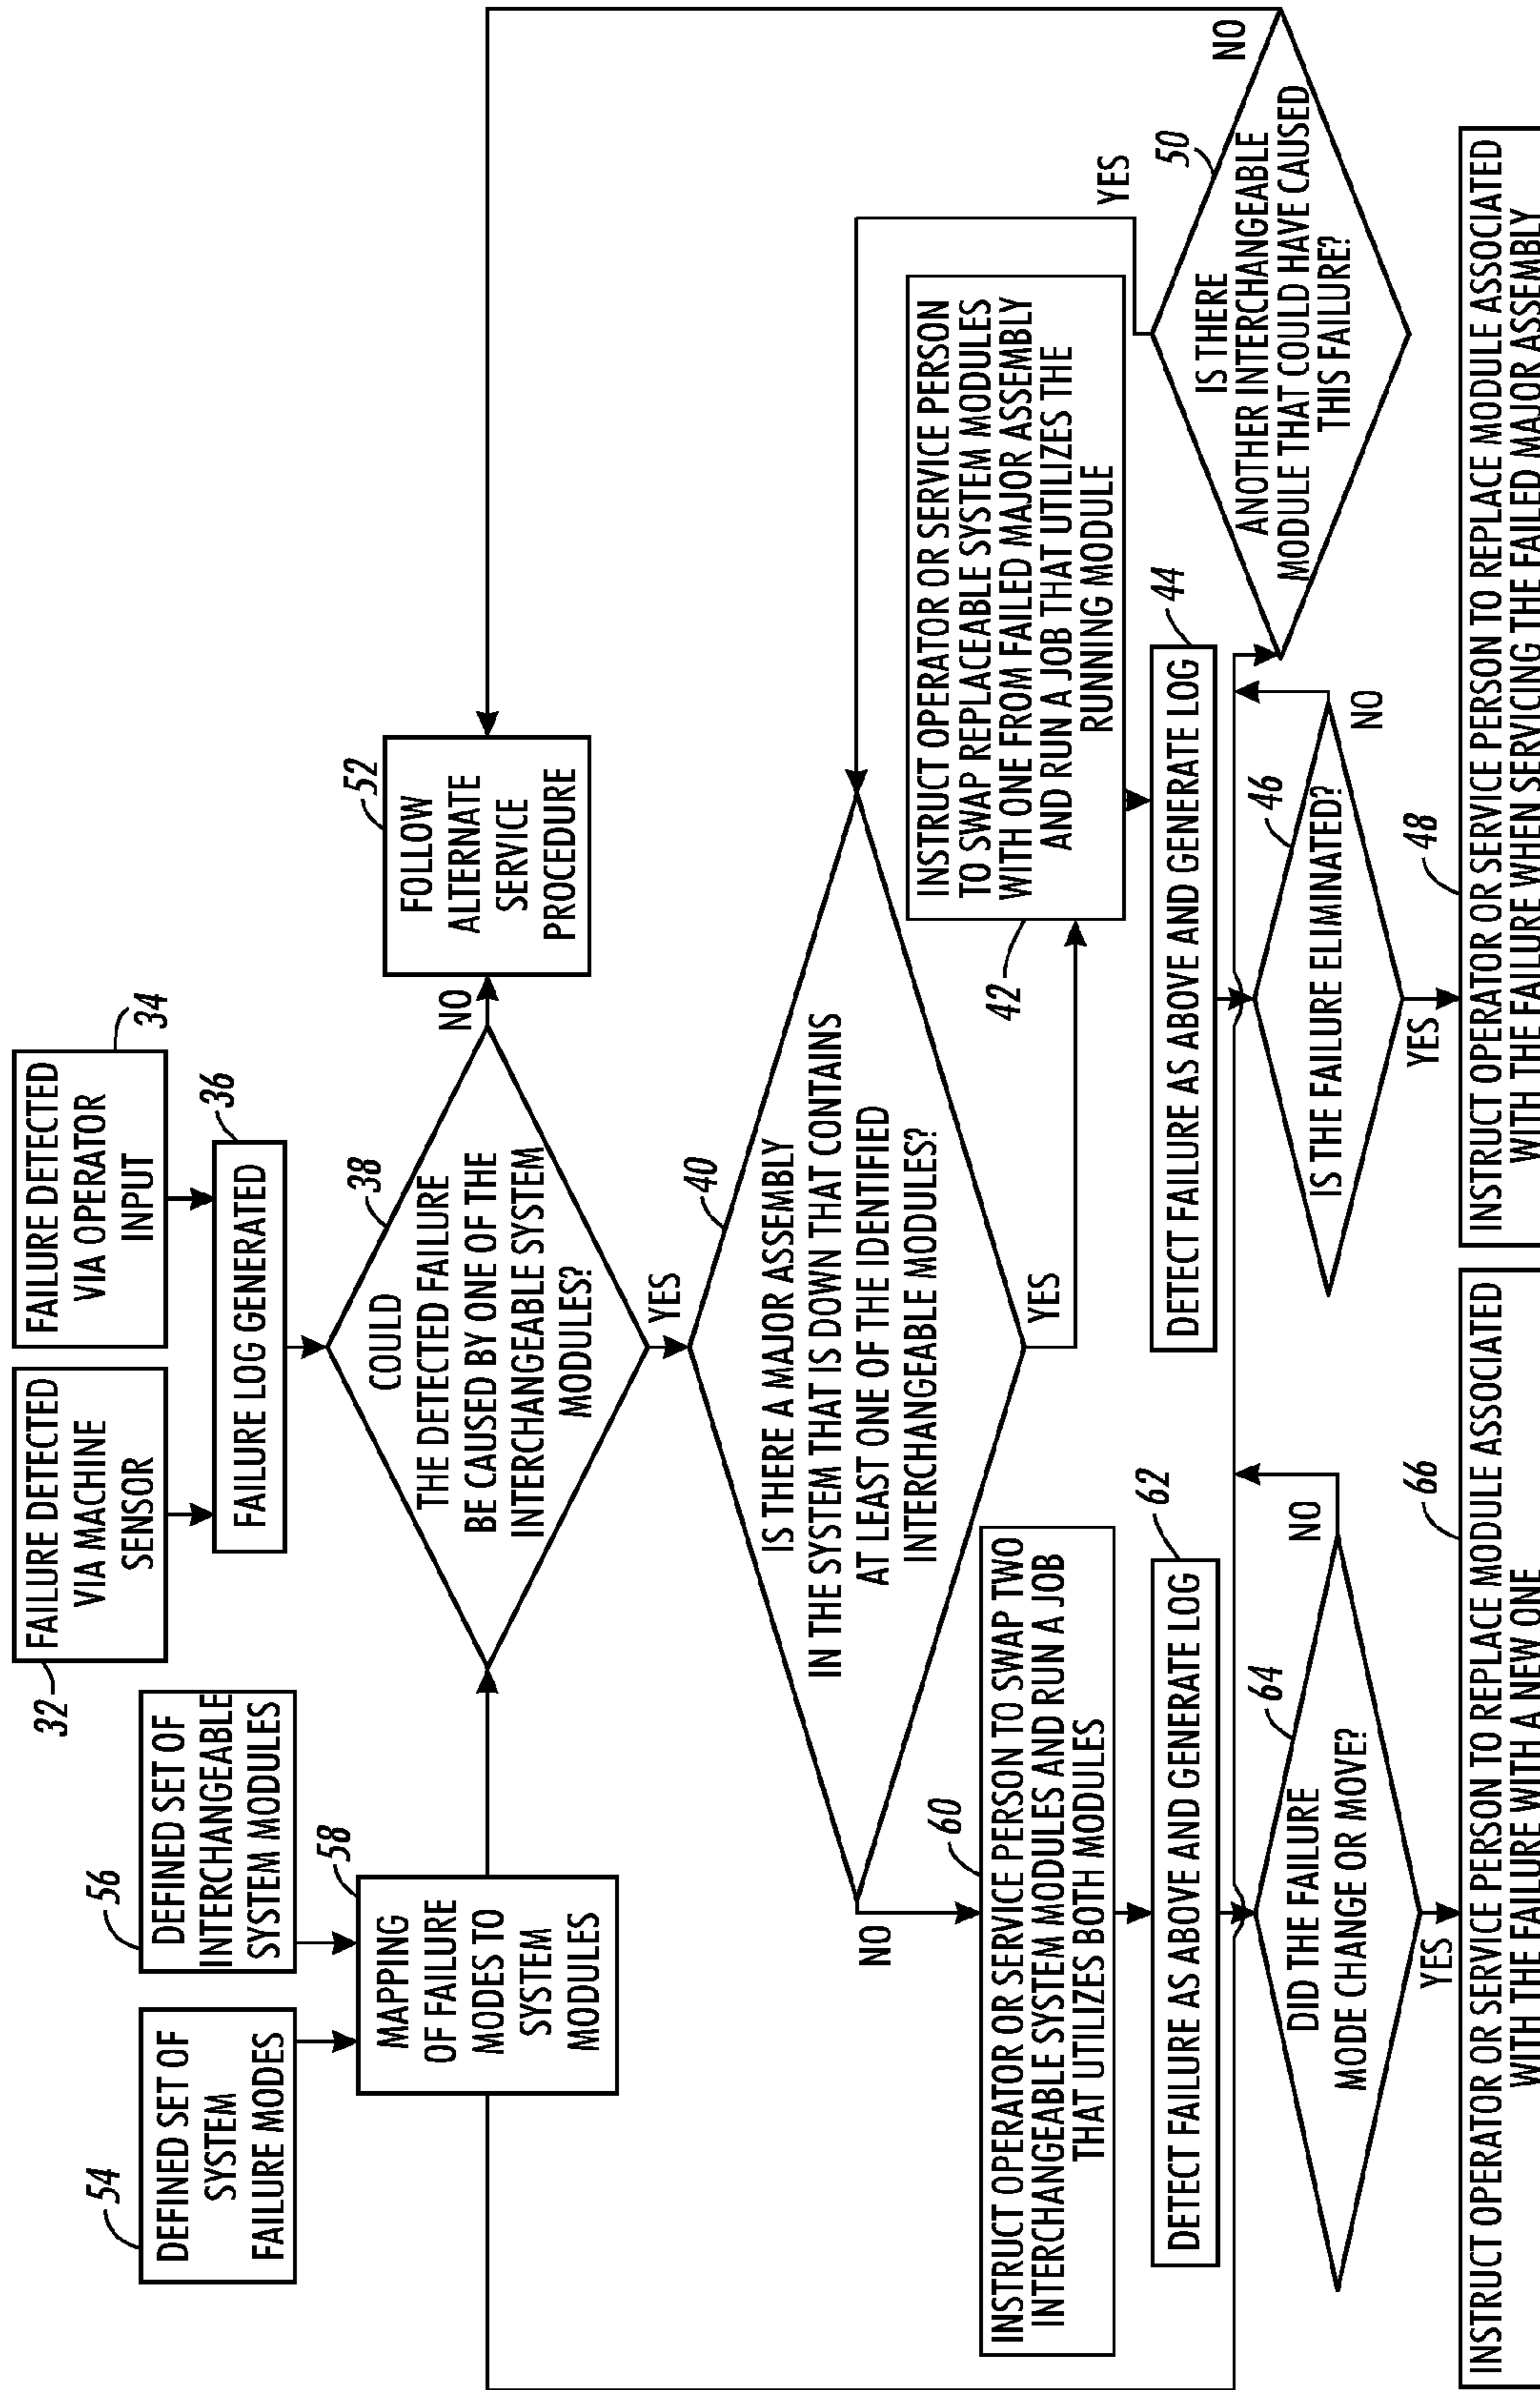 FAILURE DETECTED
VIA MACHINE
SENSOR
32
FAILURE DETECTED
VIA OPERATOR
INPUT
34
FAILURE LOG GENERATED
36
54
DEFINED SET OF
SYSTEM
FAILURE MODES
56
DEFINED SET OF
INTERCHANGEABLE
SYSTEM MODULES
58
MAPPING
OF FAILURE
MODES TO
SYSTEM
MODULES
38
COULD
THE DETECTED FAILURE
BE CAUSED BY ONE OF THE
INTERCHANGEABLE SYSTEM
MODULES?
NO
52
FOLLOW
ALTERNATE
SERVICE
PROCEDURE
YES
40
IS THERE A MAJOR ASSEMBLY
IN THE SYSTEM THAT IS DOWN THAT CONTAINS
AT LEAST ONE OF THE IDENTIFIED
INTERCHANGEABLE MODULES?
NO
YES
60
INSTRUCT OPERATOR OR SERVICE PERSON TO SWAP TWO
INTERCHANGEABLE SYSTEM MODULES AND RUN A JOB
THAT UTILIZES BOTH MODULES
42
INSTRUCT OPERATOR OR SERVICE PERSON
TO SWAP REPLACEABLE SYSTEM MODULES
WITH ONE FROM FAILED MAJOR ASSEMBLY
AND RUN A JOB THAT UTILIZES THE
RUNNING MODULE
62
DETECT FAILURE AS ABOVE AND GENERATE LOG
44
DETECT FAILURE AS ABOVE AND GENERATE LOG
64
DID THE FAILURE
MODE CHANGE OR MOVE?
NO
YES
46
IS THE FAILURE ELIMINATED?
NO
YES
50
IS THERE
ANOTHER INTERCHANGEABLE
MODULE THAT COULD HAVE CAUSED
THIS FAILURE?
YES
NO
66
INSTRUCT OPERATOR OR SERVICE PERSON TO REPLACE MODULE ASSOCIATED
WITH THE FAILURE WITH A NEW ONE
48
INSTRUCT OPERATOR OR SERVICE PERSON TO REPLACE MODULE ASSOCIATED
WITH THE FAILURE WHEN SERVICING THE FAILED MAJOR ASSEMBLY